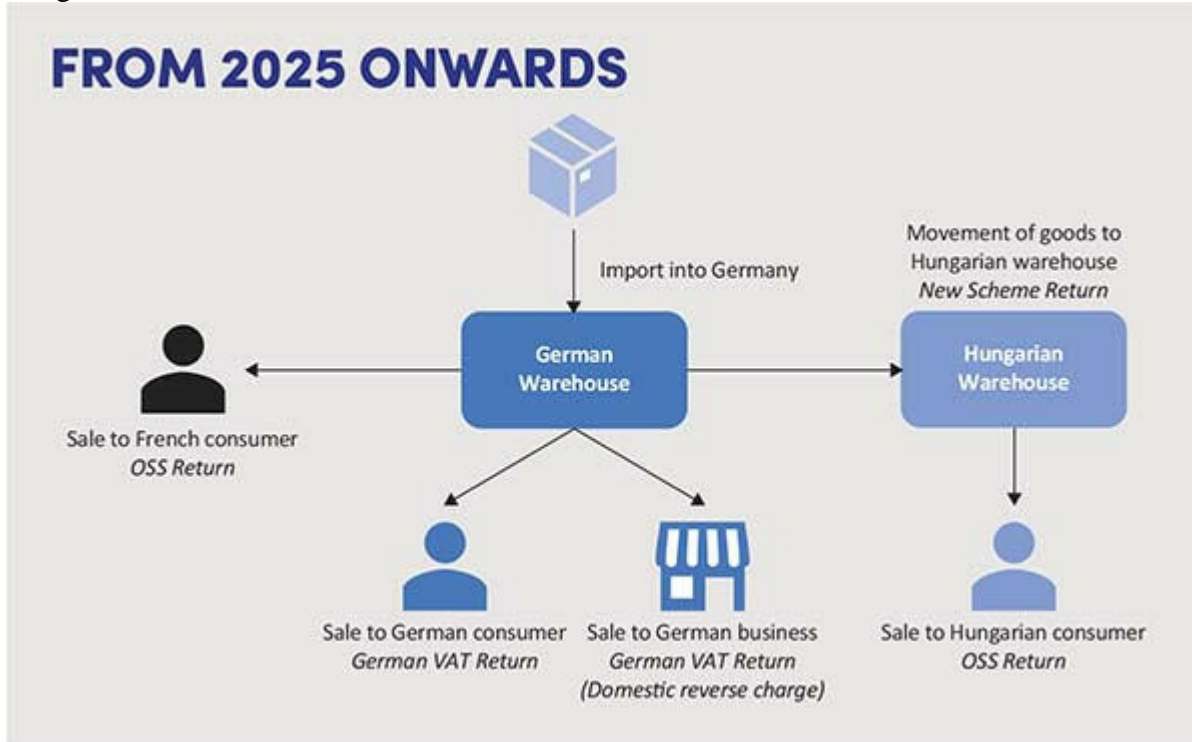 FROM 2025 ONWARDS
Import into Germany
Movement of goods to
Hungarian warehouse
New Scheme Return
German
Warehouse
Hungarian
Warehouse
Sale to French consumer
OSS Return
Sale to German consumer
German VAT Return
Sale to German business
German VAT Return
(Domestic reverse charge)
Sale to Hungarian consumer
OSS Return